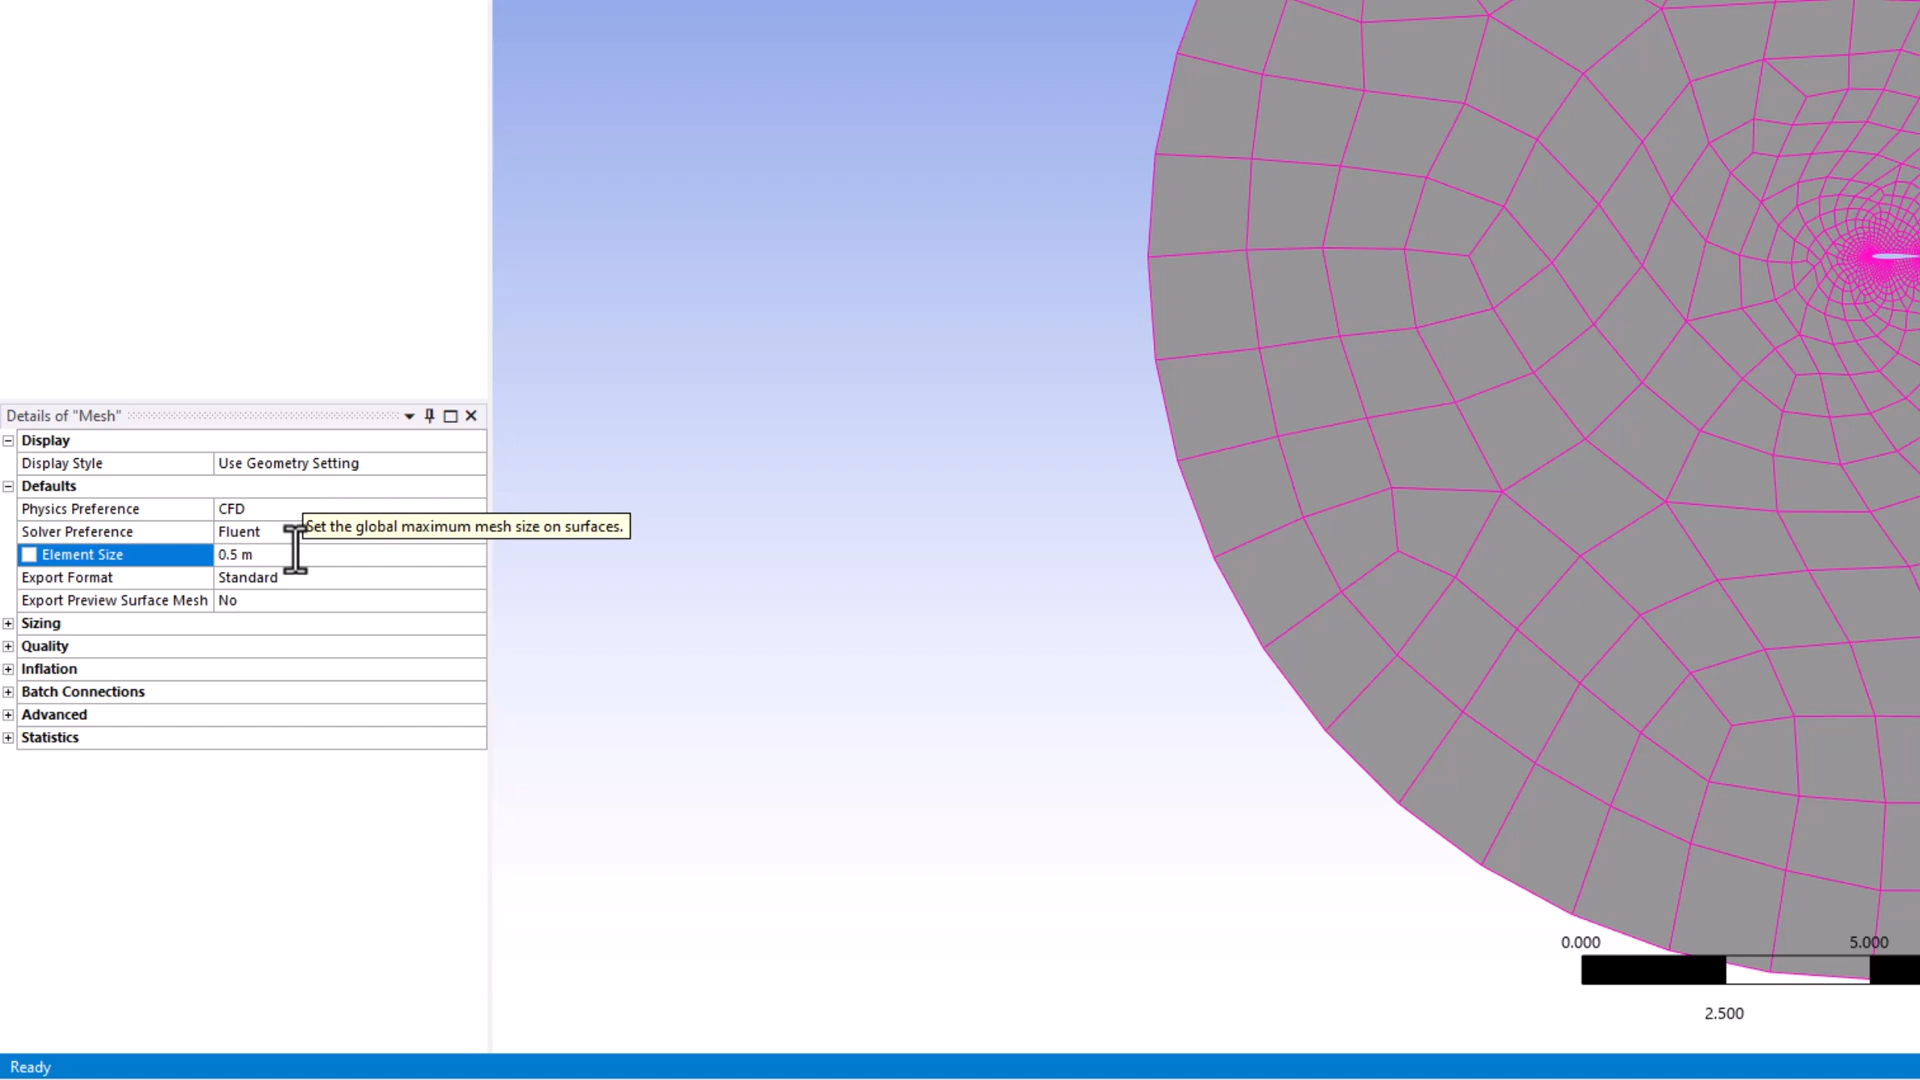 Details of "Mesh"
Display
Display Style Use Geometry Setting
Defaults
Physics Preference CFD
Set the global maximum mesh size on surfaces.
Solver Preference Fluent
Element Size 0.5 m
Export Format Standard
Export Preview Surface Mesh No
Sizing
Quality
Inflation
Batch Connections
Advanced
Statistics
0.000 5.000
2.500
Ready